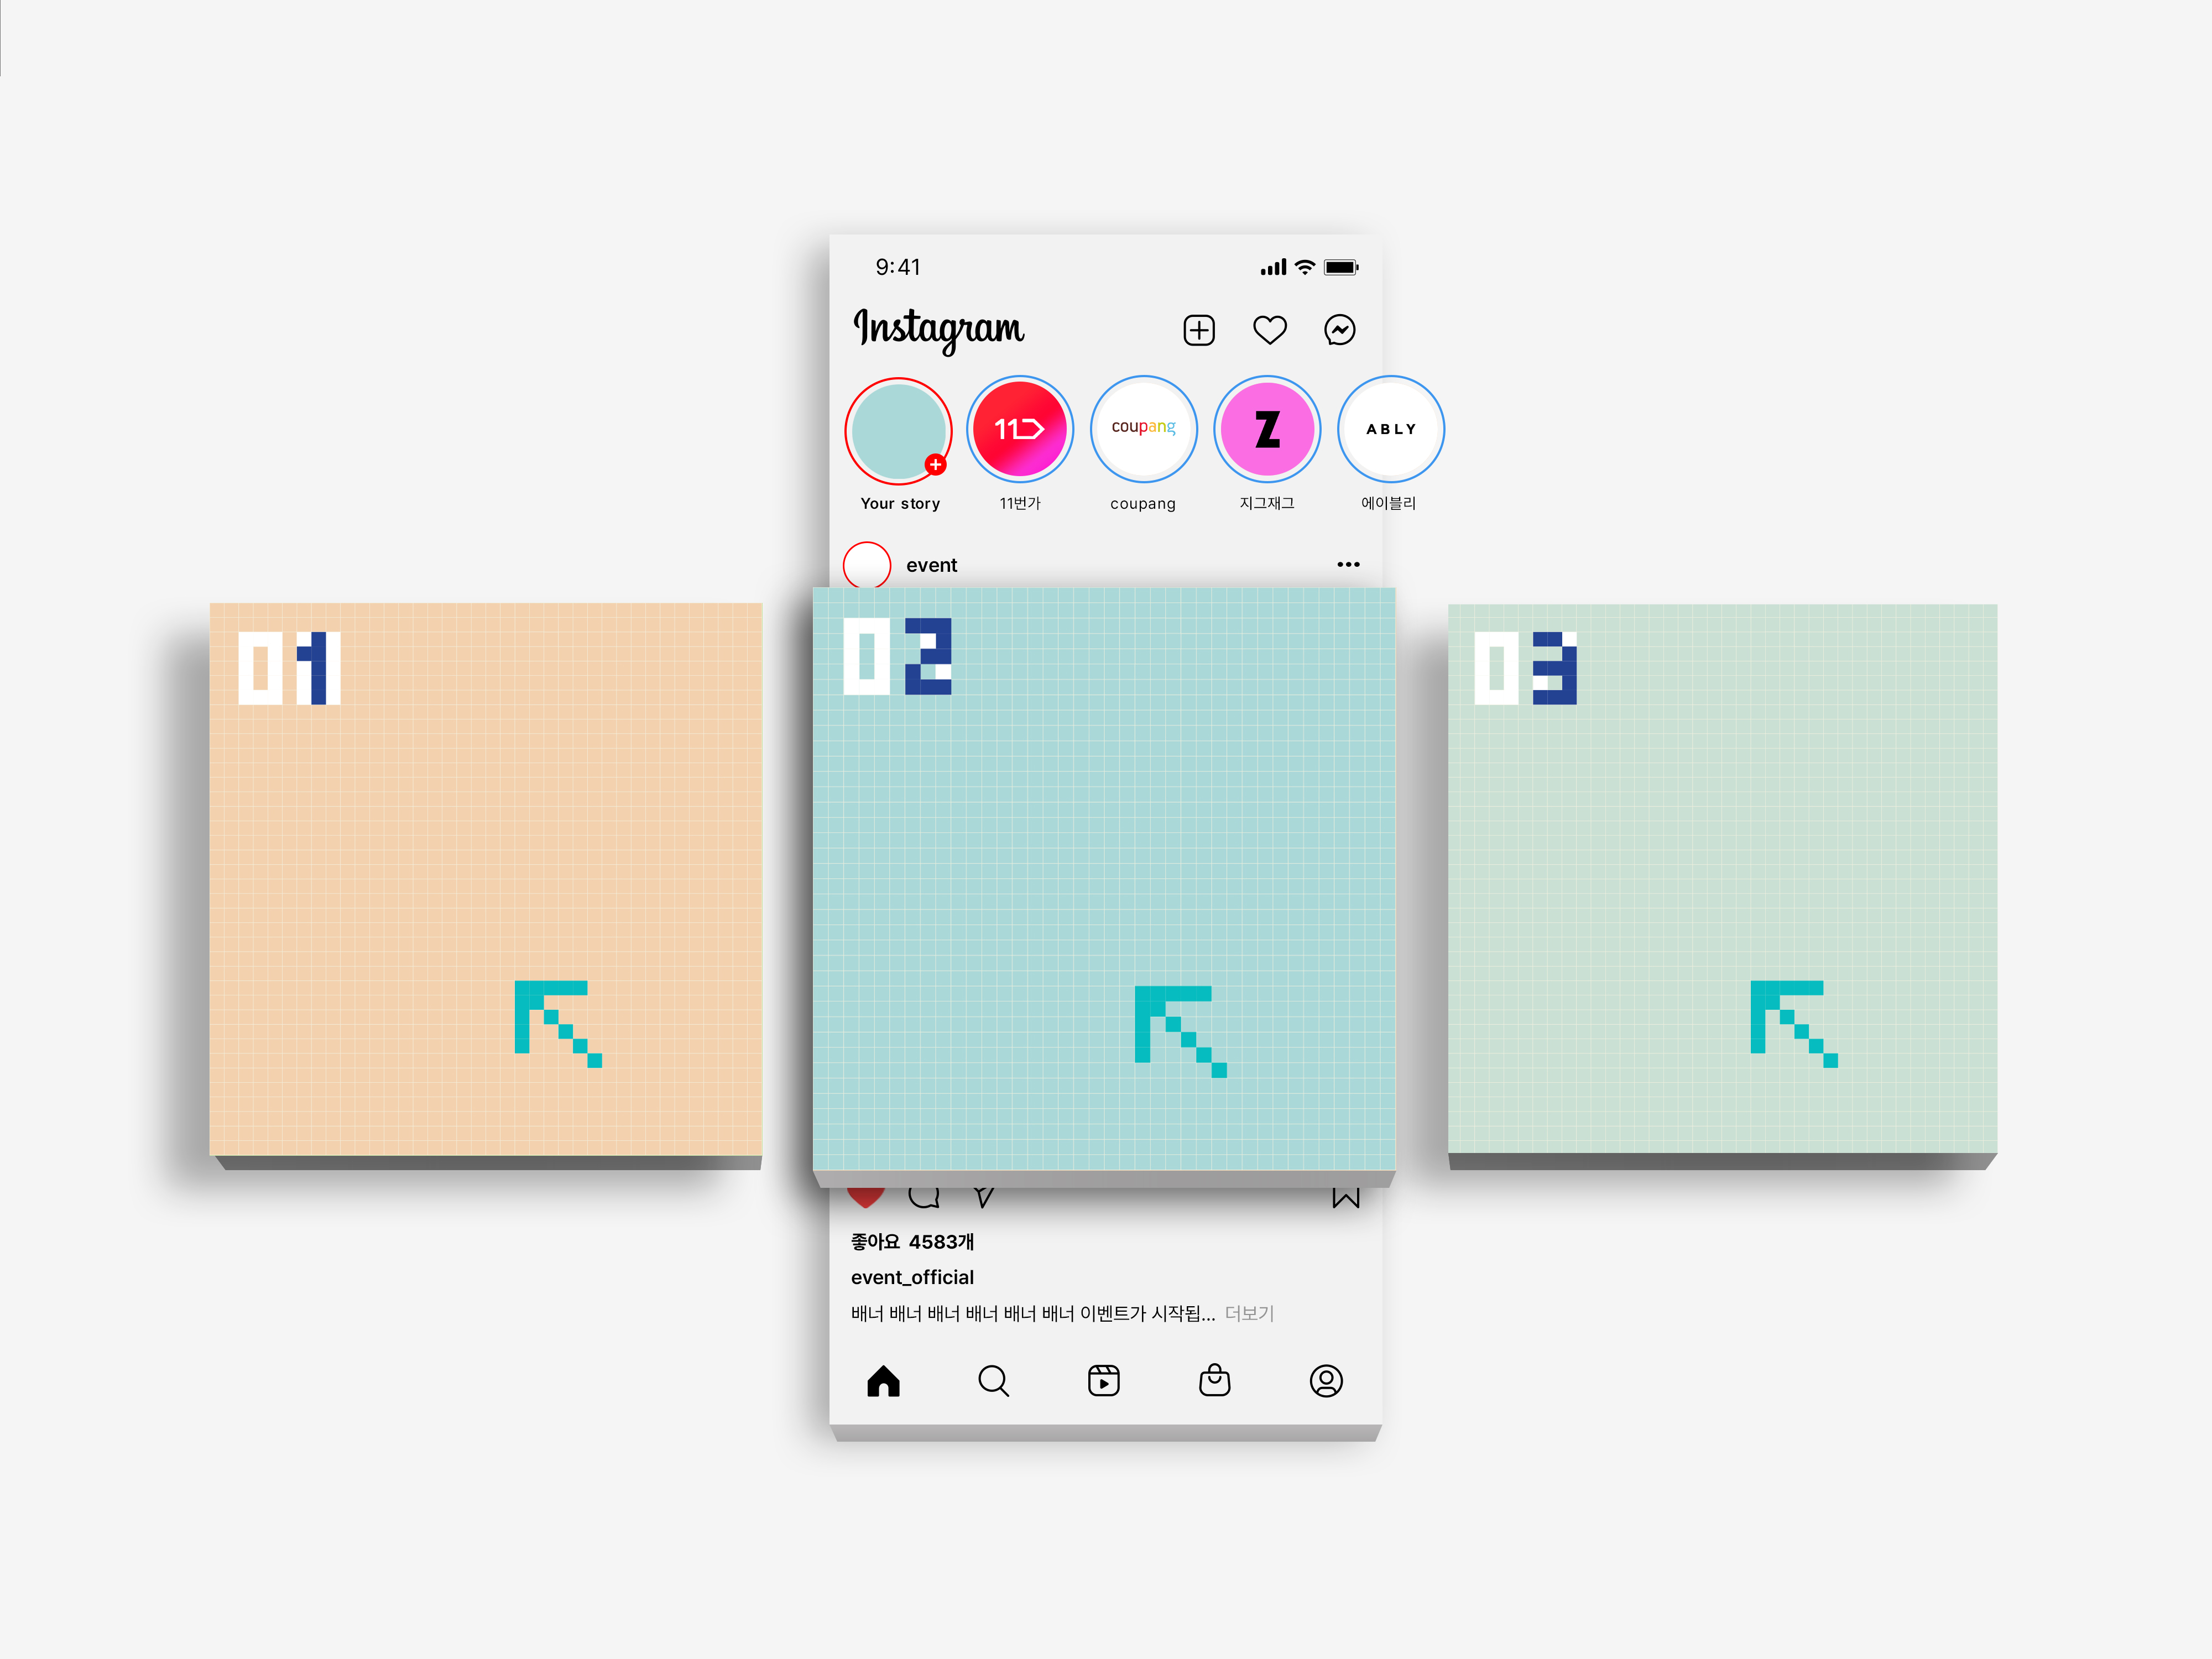 9:41
Instagram
11
coupang
Z
ABLY
Your story
11번가
coupang
지그재그
에이블리
event
01
02
03
좋아요 4583개
event_official
배너 배너 배너 배너 배너 배너 이벤트가 시작됩... 더보기